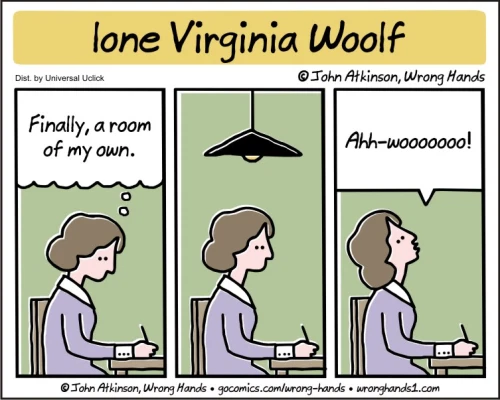 lone Virginia Woolf
Dist. by Universal Uclick
© John Atkinson, Wrong Hands
Finally, a room
of my own.
Ahh-wooooooo!
© John Atkinson, Wrong Hands • gocomics.com/wrong-hands • wronghands1.com